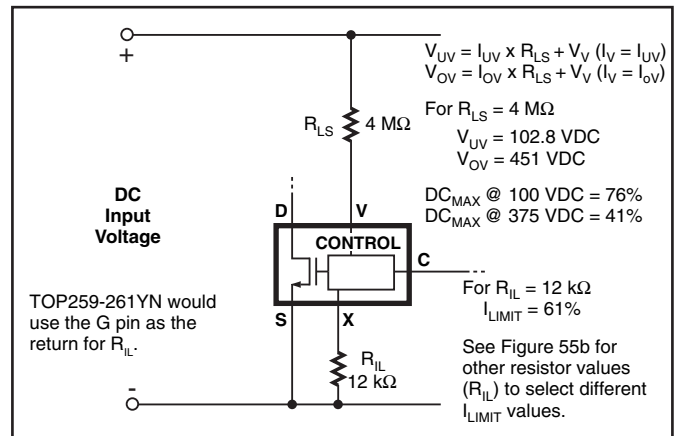 +
V_UV = I_UV x R_LS + V_V (I_V = I_UV)
V_OV = I_OV x R_LS + V_V (I_V = I_oV)
R_LS
4 MΩ
For R_LS = 4 MΩ
V_UV = 102.8 VDC
V_OV = 451 VDC
DC_MAX @ 100 VDC = 76%
DC_MAX @ 375 VDC = 41%
DC
Input
Voltage
D
V
CONTROL
C
S
X
For R_IL = 12 kΩ
I_LIMIT = 61%
TOP259-261YN would
use the G pin as the
return for R_IL.
R_IL
12 kΩ
See Figure 55b for
other resistor values
(R_IL) to select different
I_LIMIT values.
-